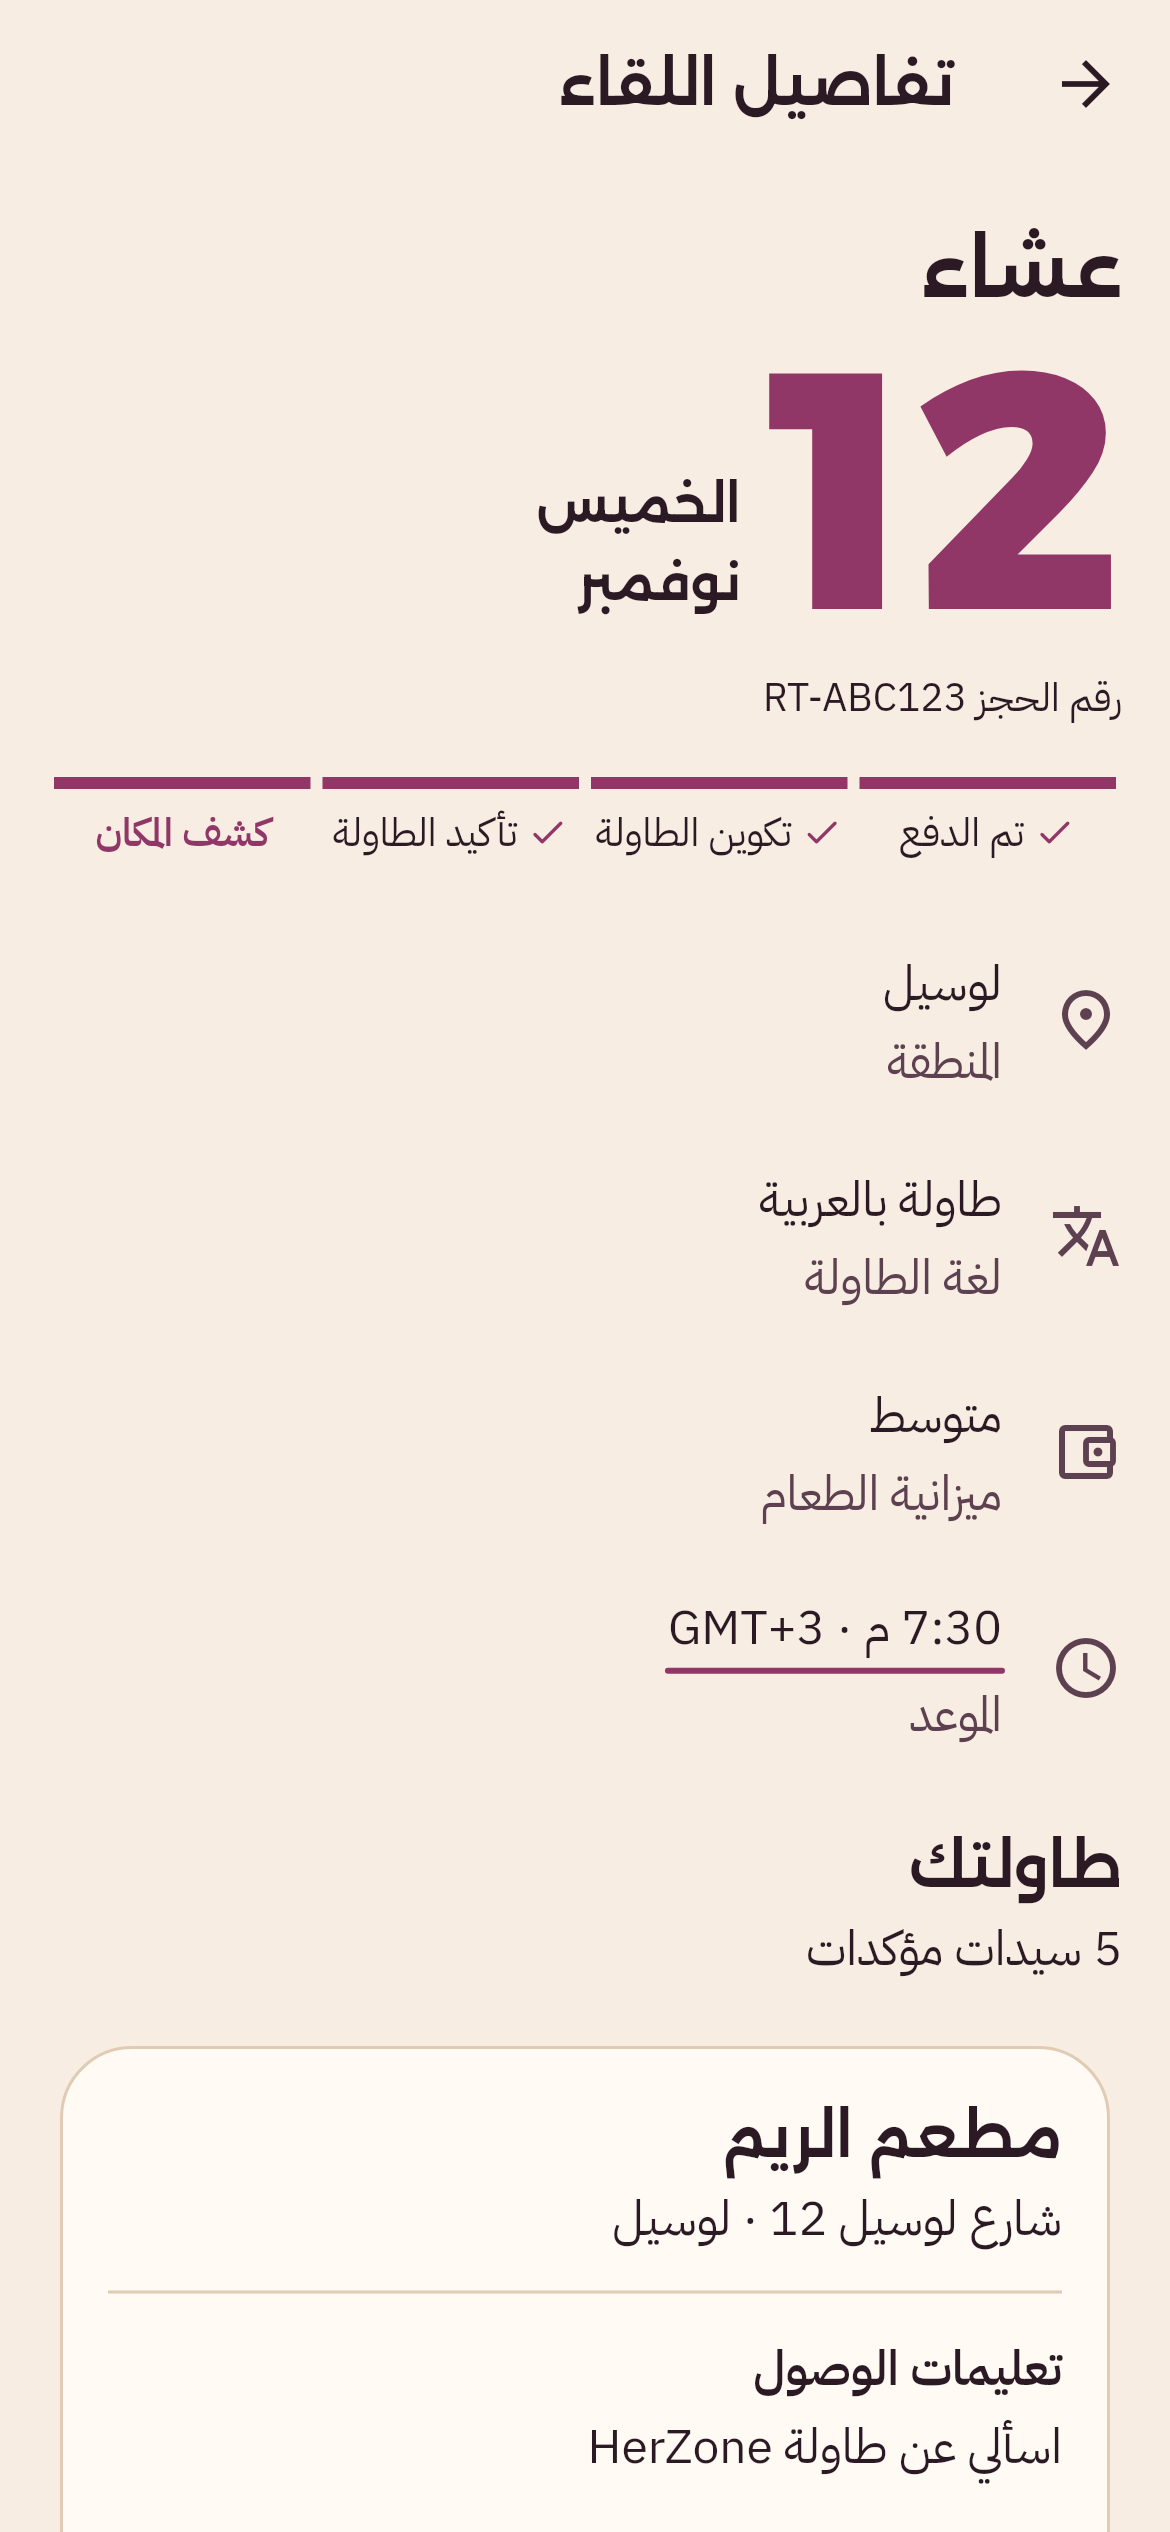 تفاصيل اللقاء
عشاء
12
الخميس
نوفمبر
رقم الحجز RT-ABC123
تم الدفع
تكوين الطاولة
تأكيد الطاولة
كشف المكان
لوسيل
المنطقة
طاولة بالعربية
لغة الطاولة
متوسط
ميزانية الطعام
7:30 م · GMT+3
الموعد
طاولتك
5 سيدات مؤكدات
مطعم الريم
شارع لوسيل 12 · لوسيل
تعليمات الوصول
اسألي عن طاولة HerZone